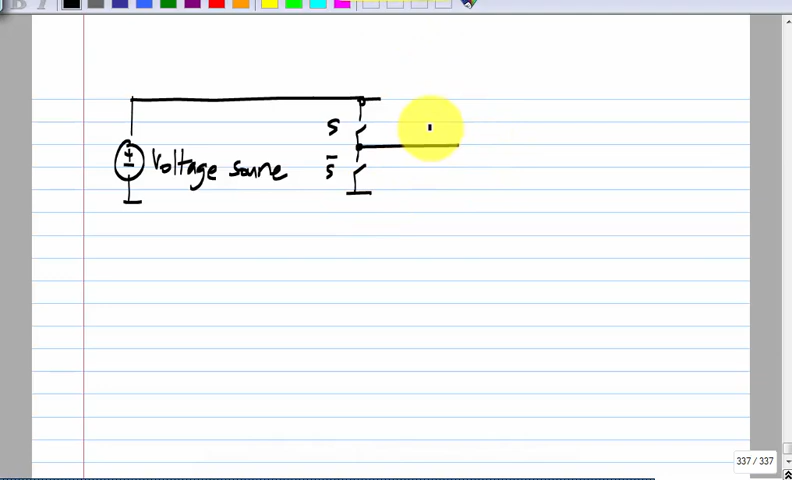 S
+
-
Voltage source
S̅
337 / 337